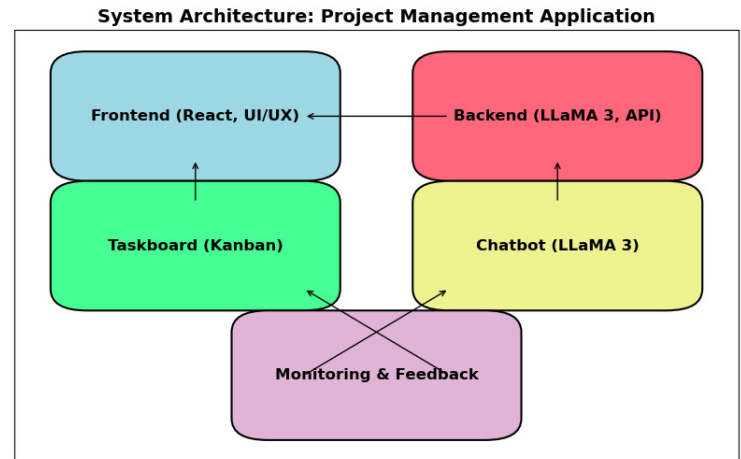 System Architecture: Project Management Application
Frontend (React, UI/UX)
Backend (LLaMA 3, API)
Taskboard (Kanban)
Chatbot (LLaMA 3)
Monitoring & Feedback